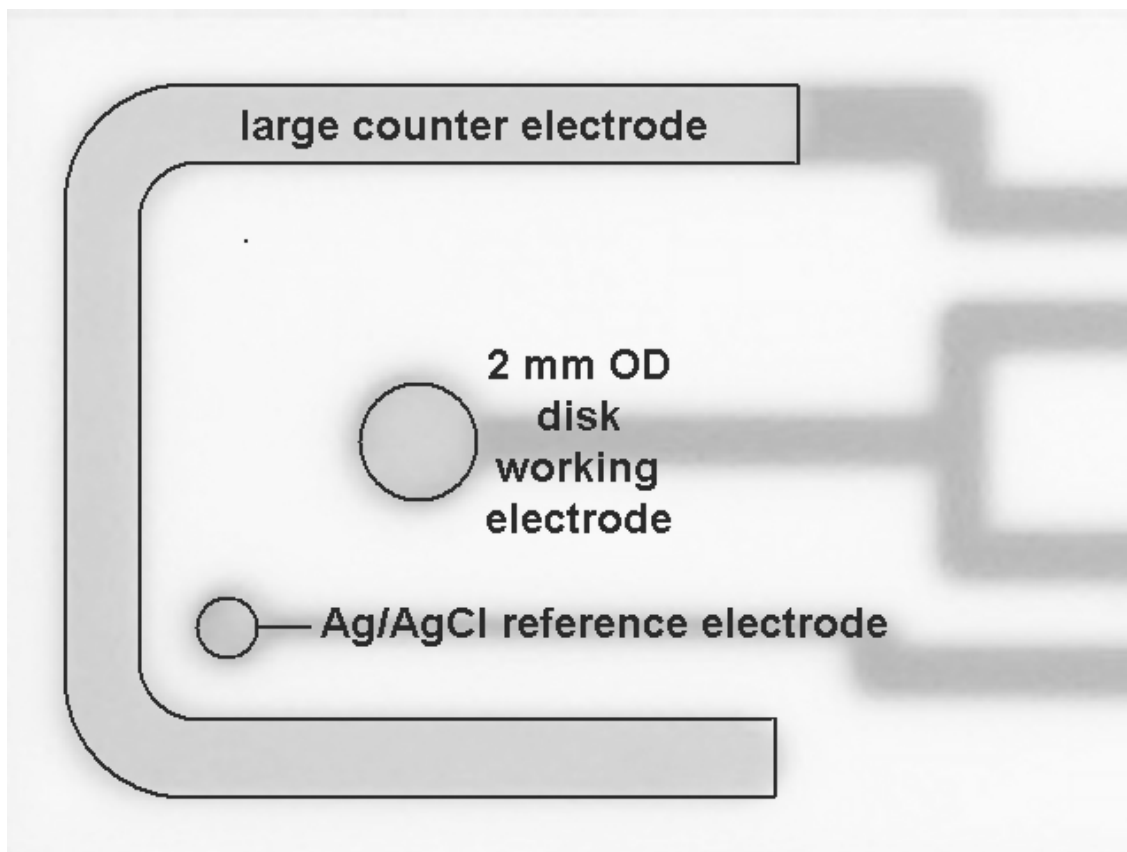 large counter electrode
2 mm OD
disk
working
electrode
Ag/AgCl reference electrode